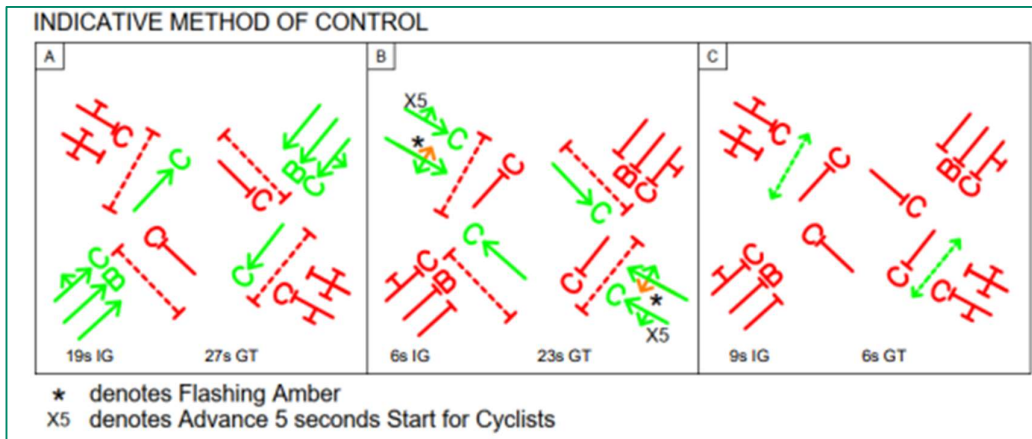 INDICATIVE METHOD OF CONTROL
A
C
C
C
B
C
C
B
C
C
C
19s IG 27s GT
B
X5
C
*
C
B
C
C
C
C
B
C
C
*
X5
6s IG 23s GT
C
C
C
B
C
C
C
B
C
C
C
9s IG 6s GT
* denotes Flashing Amber
X5 denotes Advance 5 seconds Start for Cyclists